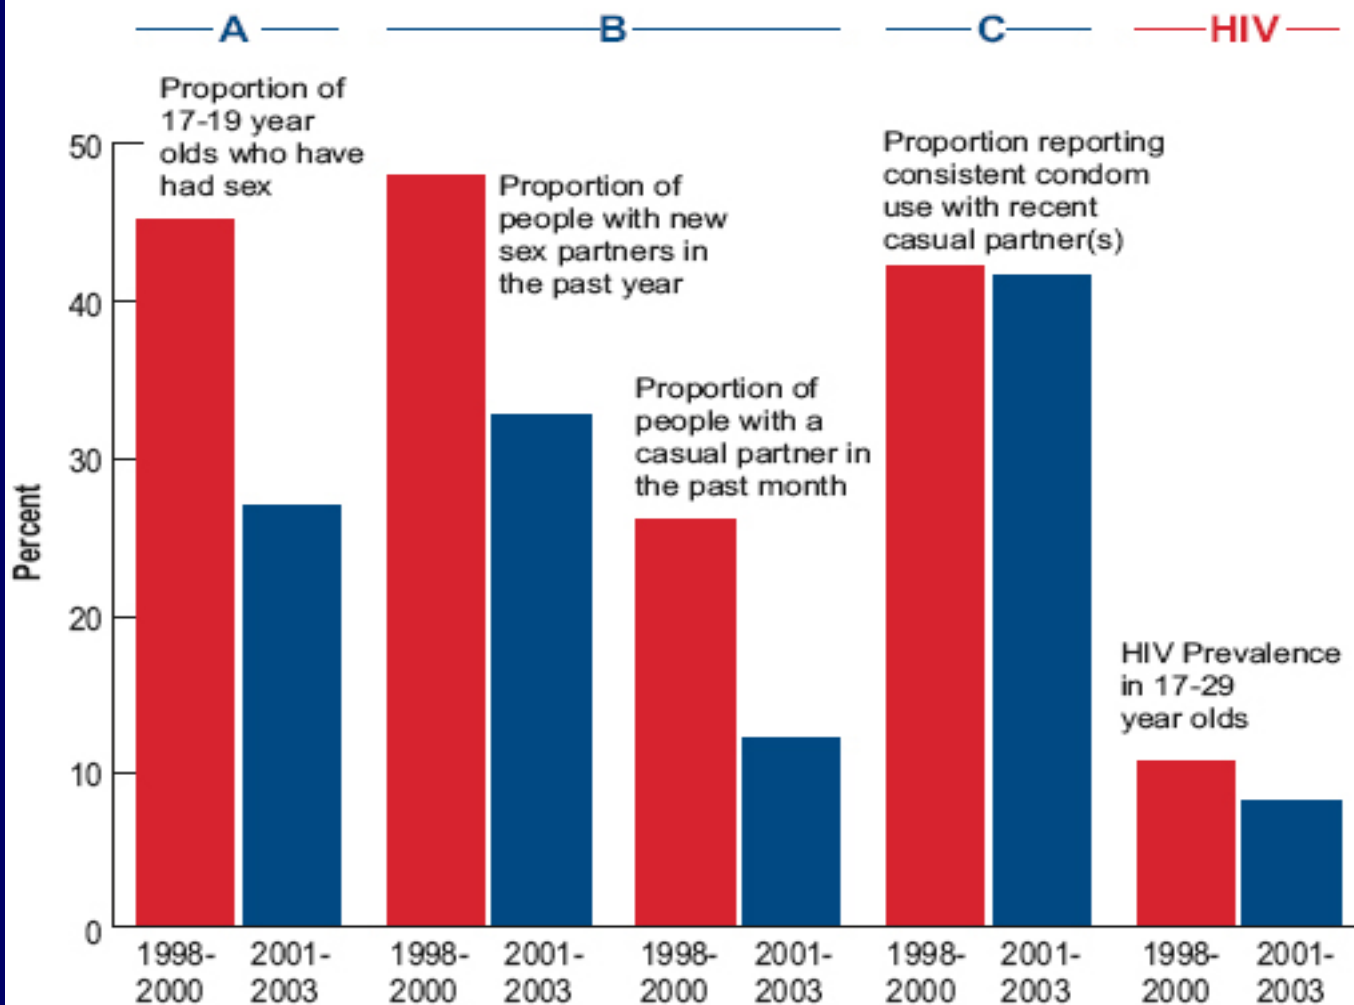 A
B
C
HIV
Proportion of
17-19 year
olds who have
had sex
Proportion of
people with new
sex partners in
the past year
Proportion of
people with a
casual partner in
the past month
Proportion reporting
consistent condom
use with recent
casual partner(s)
HIV Prevalence
in 17-29
year olds
Percent
50
40
30
20
10
0
1998-
2000
2001-
2003
1998-
2000
2001-
2003
1998-
2000
2001-
2003
1998-
2000
2001-
2003
1998-
2000
2001-
2003